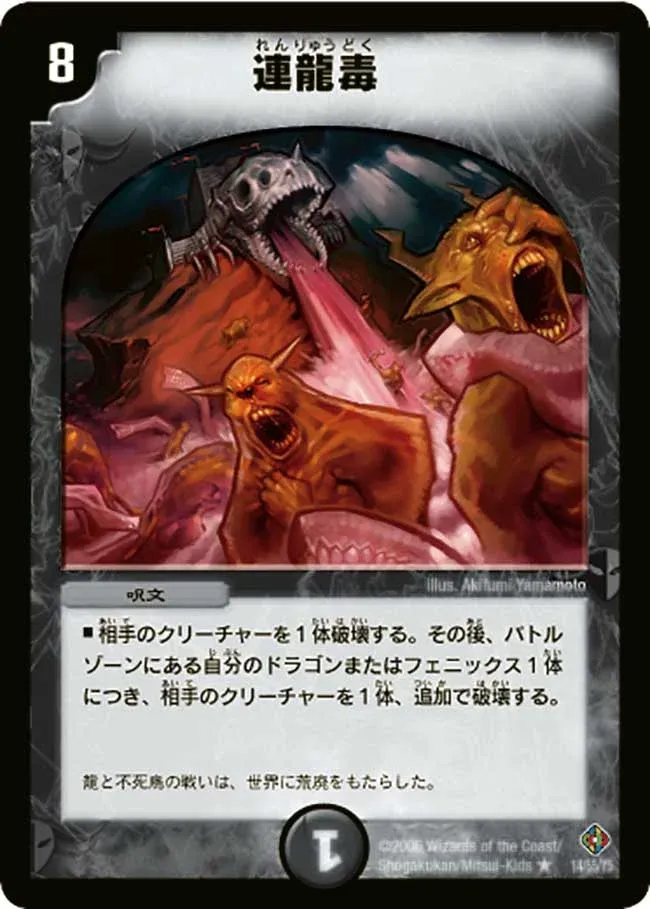 8
れんりゅうどく
連龍毒
Illus. Akifumi Yamamoto
呪文
■相手のクリーチャーを1体破壊する。その後、バトル
ゾーンにある自分のドラゴンまたはフェニックス1体
につき、相手のクリーチャーを1体、追加で破壊する。
龍と不死鳥の戦いは、世界に荒廃をもたらした。
1
©2006 Wizards of the Coast/
Shogakukan/Mitsui-Kids ★ 14/55/75